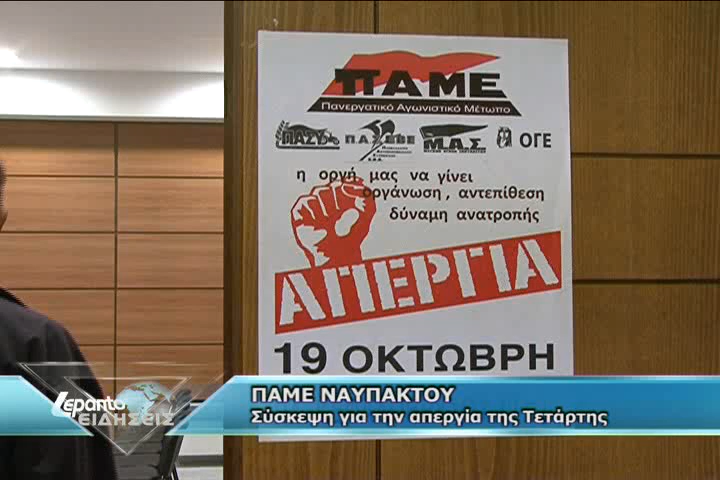 ΠΑΜΕ
Πανεργατικό Αγωνιστικό Μέτωπο
ΠΑΣΥ Π.Α.Σ.Ε.Β.Ε Μ.Α.Σ ΟΓΕ
η οργή μας να γίνει
οργάνωση, αντεπίθεση
δύναμη ανατροπής
ΑΠΕΡΓΙΑ
19 ΟΚΤΩΒΡΗ
Lepanto
ΕΙΔΗΣΕΙΣ
ΠΑΜΕ ΝΑΥΠΑΚΤΟΥ
Σύσκεψη για την απεργία της Τετάρτης